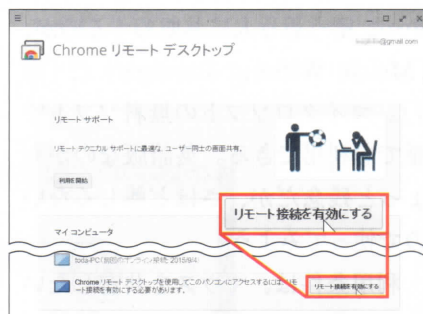 @gmail.com
Chrome リモート デスクトップ
リモート サポート
リモート テクニカル サポートに最適な、ユーザー同士の画面共有。
利用を開始
リモート接続を有効にする
マイ コンピュータ
toda-PC（前回のオンライン接続: 2015/9/4）
Chrome リモート デスクトップを使用してこのパソコンにアクセスするには、リモ
ート接続を有効にする必要があります。
リモート接続を有効にする